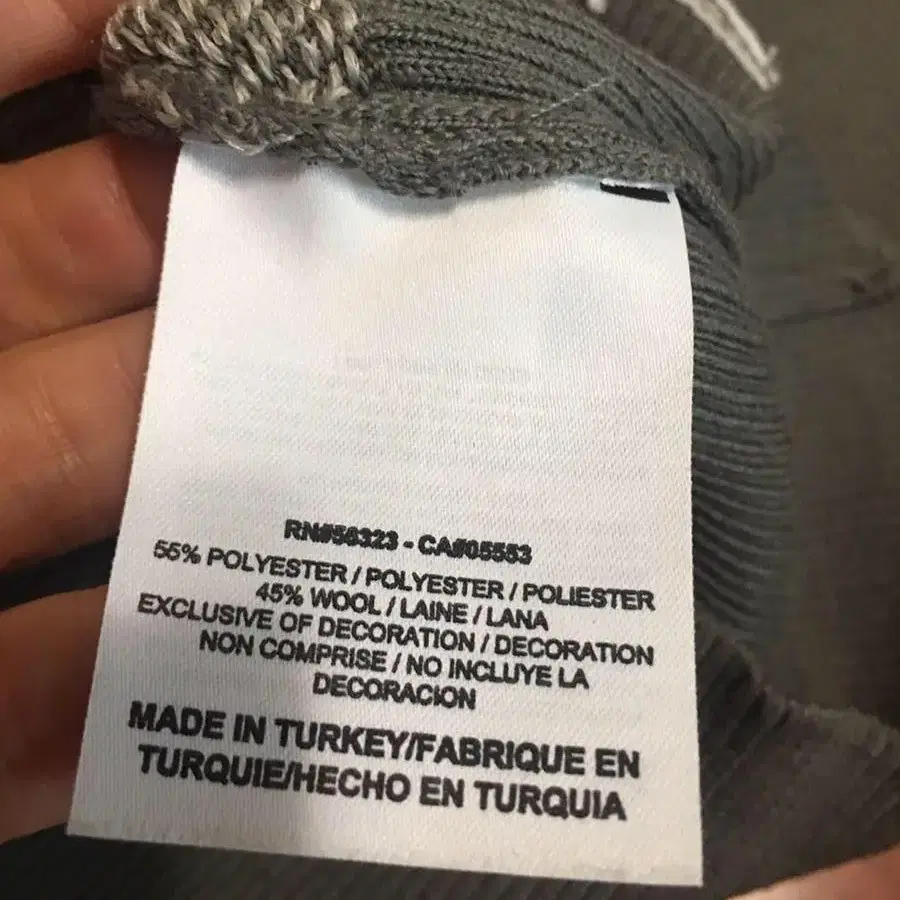 RN#56323 - CA#05553
55% POLYESTER / POLYESTER / POLIESTER
45% WOOL / LAINE / LANA
EXCLUSIVE OF DECORATION / DECORATION
NON COMPRISE / NO INCLUYE LA
DECORACION
MADE IN TURKEY/FABRIQUE EN
TURQUIE/HECHO EN TURQUIA